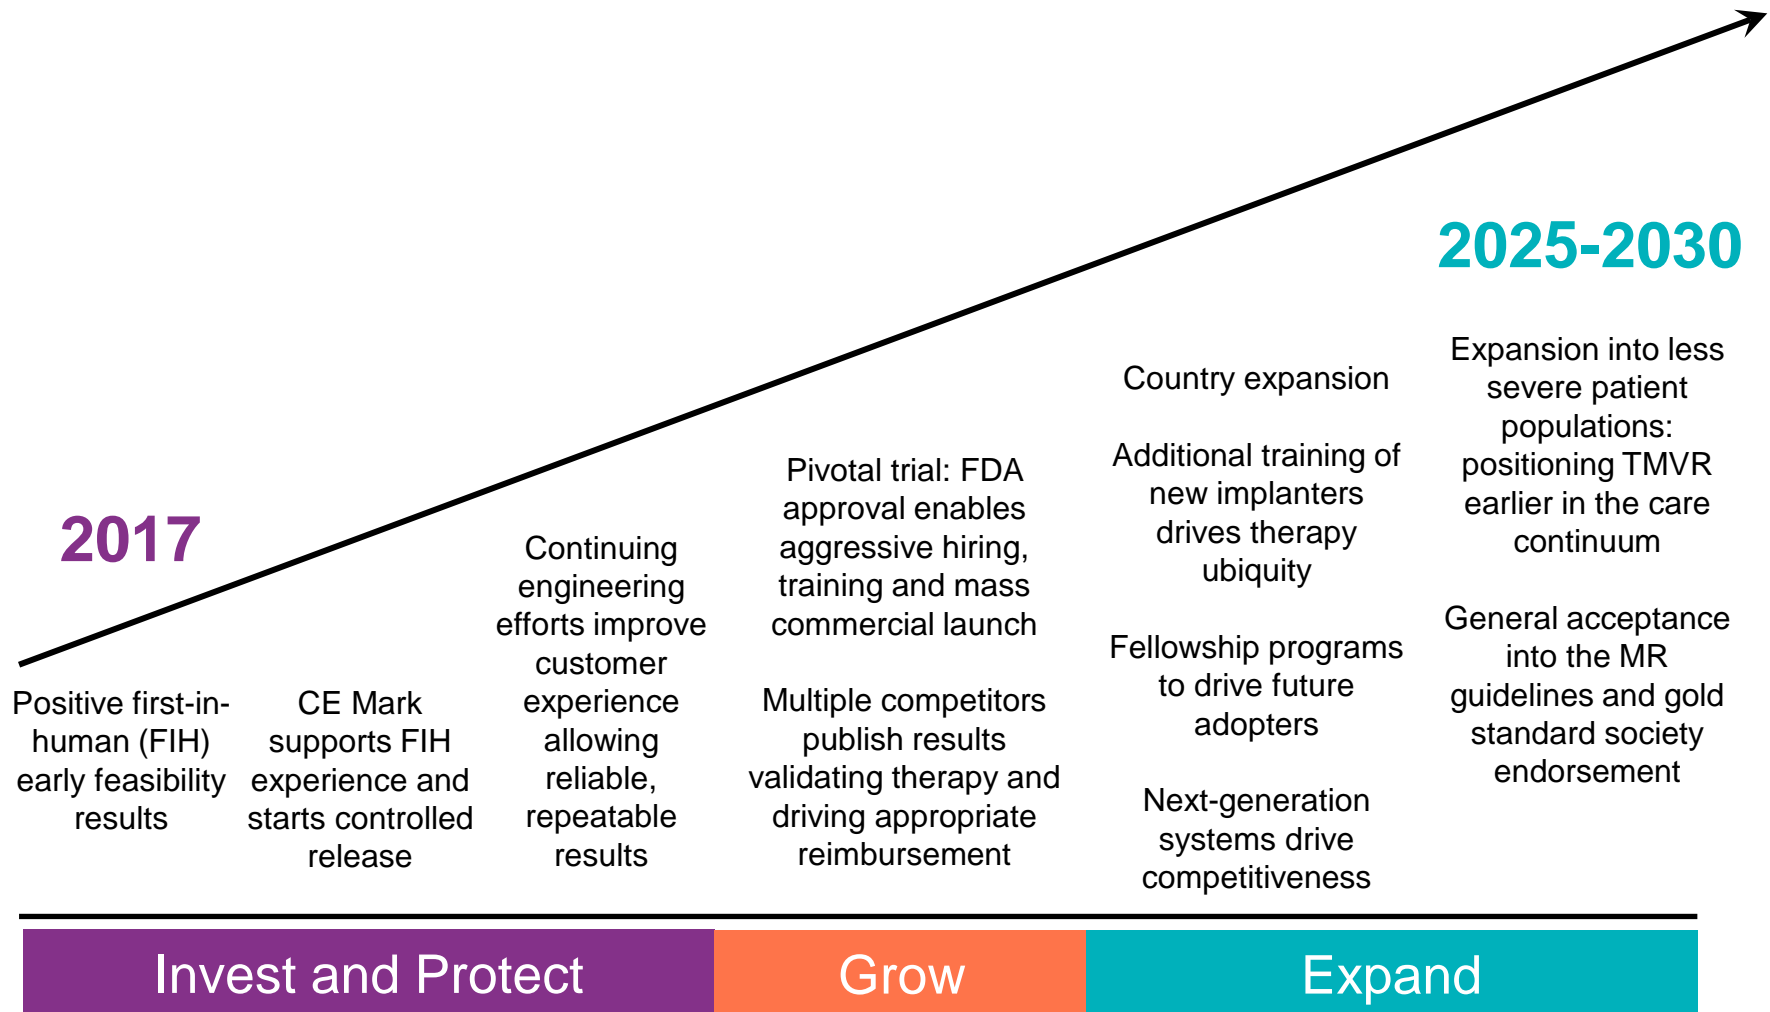 2017
Positive first-in-
human (FIH)
early feasibility
results
CE Mark
supports FIH
experience and
starts controlled
release
Continuing
engineering
efforts improve
customer
experience
allowing
reliable,
repeatable
results
Pivotal trial: FDA
approval enables
aggressive hiring,
training and mass
commercial launch
Multiple competitors
publish results
validating therapy and
driving appropriate
reimbursement
Country expansion
Additional training of
new implanters
drives therapy
ubiquity
Fellowship programs
to drive future
adopters
Next-generation
systems drive
competitiveness
2025-2030
Expansion into less
severe patient
populations:
positioning TMVR
earlier in the care
continuum
General acceptance
into the MR
guidelines and gold
standard society
endorsement
Invest and Protect
Grow
Expand